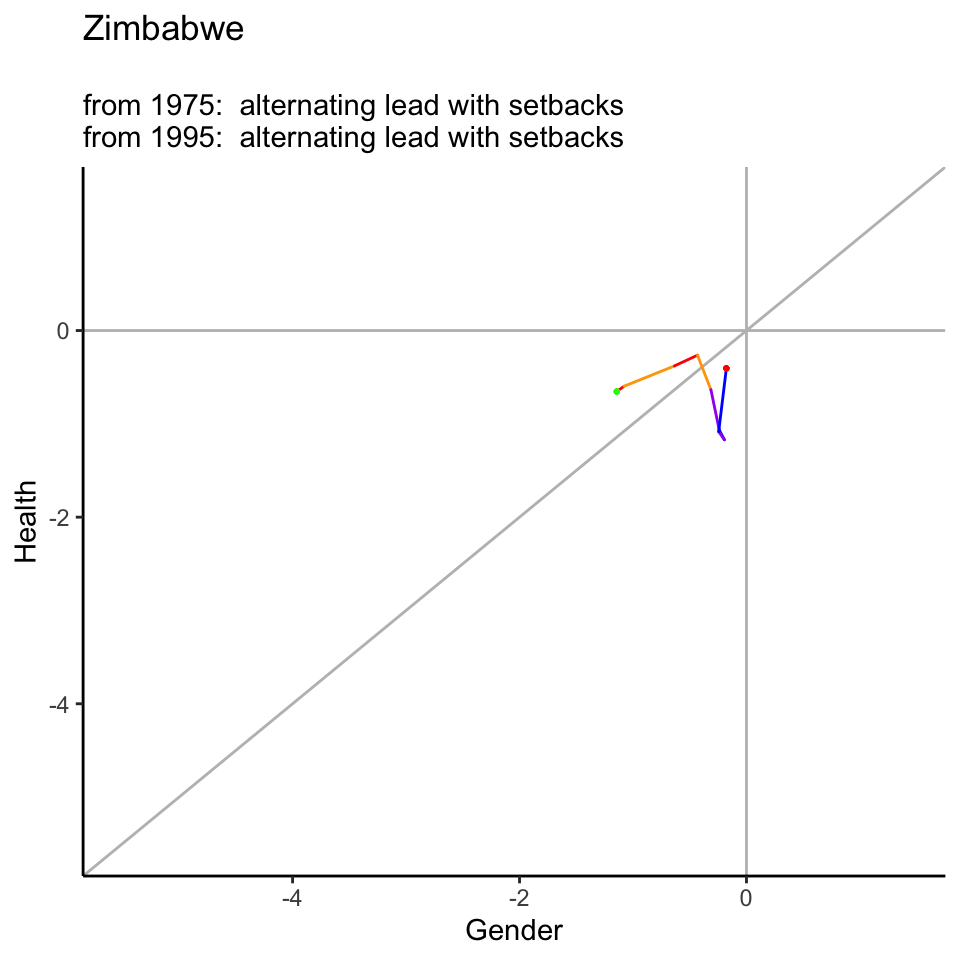 Zimbabwe
from 1975:  alternating lead with setbacks
from 1995:  alternating lead with setbacks
0
-2
-4
Health
-4
-2
0
Gender